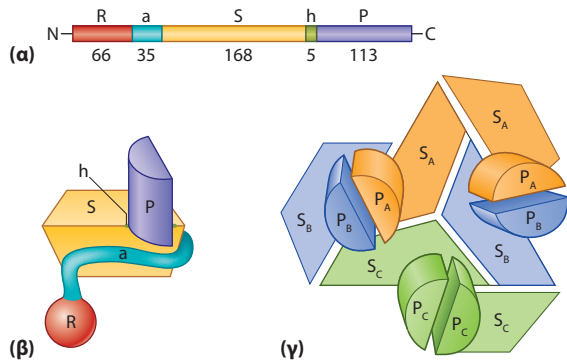 R a S h P
N C
(α) 66 35 168 5 113
h
S P
a
R
(β)
S_A
S_A
P_A P_A
S_B P_B P_B
S_B
S_C
P_C P_C S_C
(γ)